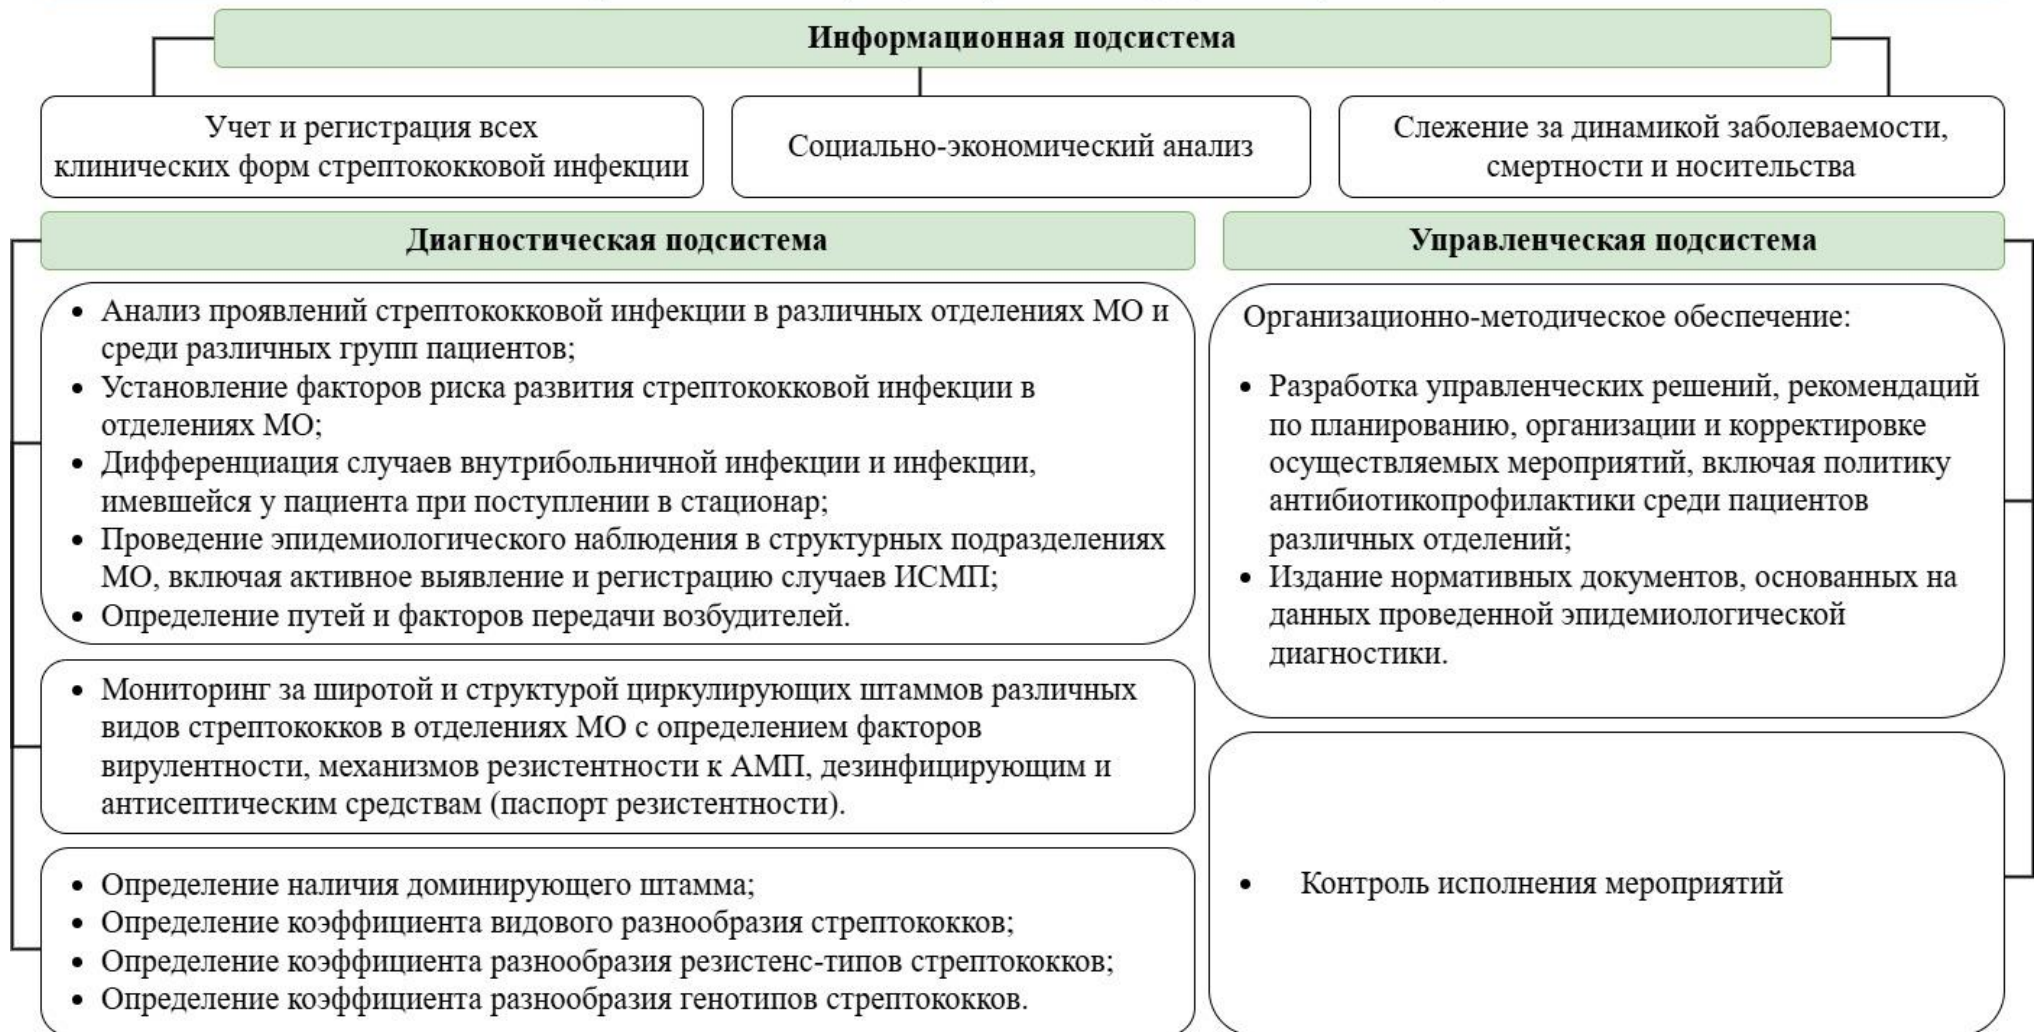 Информационная подсистема
Учет и регистрация всех
клинических форм стрептококковой инфекции
Социально-экономический анализ
Слежение за динамикой заболеваемости,
смертности и носительства
Диагностическая подсистема
• Анализ проявлений стрептококковой инфекции в различных отделениях МО и
среди различных групп пациентов;
• Установление факторов риска развития стрептококковой инфекции в
отделениях МО;
• Дифференциация случаев внутрибольничной инфекции и инфекции,
имевшейся у пациента при поступлении в стационар;
• Проведение эпидемиологического наблюдения в структурных подразделениях
МО, включая активное выявление и регистрацию случаев ИСМП;
• Определение путей и факторов передачи возбудителей.
• Мониторинг за широтой и структурой циркулирующих штаммов различных
видов стрептококков в отделениях МО с определением факторов
вирулентности, механизмов резистентности к АМП, дезинфицирующим и
антисептическим средствам (паспорт резистентности).
• Определение наличия доминирующего штамма;
• Определение коэффициента видового разнообразия стрептококков;
• Определение коэффициента разнообразия резистенс-типов стрептококков;
• Определение коэффициента разнообразия генотипов стрептококков.
Управленческая подсистема
Организационно-методическое обеспечение:
• Разработка управленческих решений, рекомендаций
по планированию, организации и корректировке
осуществляемых мероприятий, включая политику
антибиотикопрофилактики среди пациентов
различных отделений;
• Издание нормативных документов, основанных на
данных проведенной эпидемиологической
диагностики.
• Контроль исполнения мероприятий